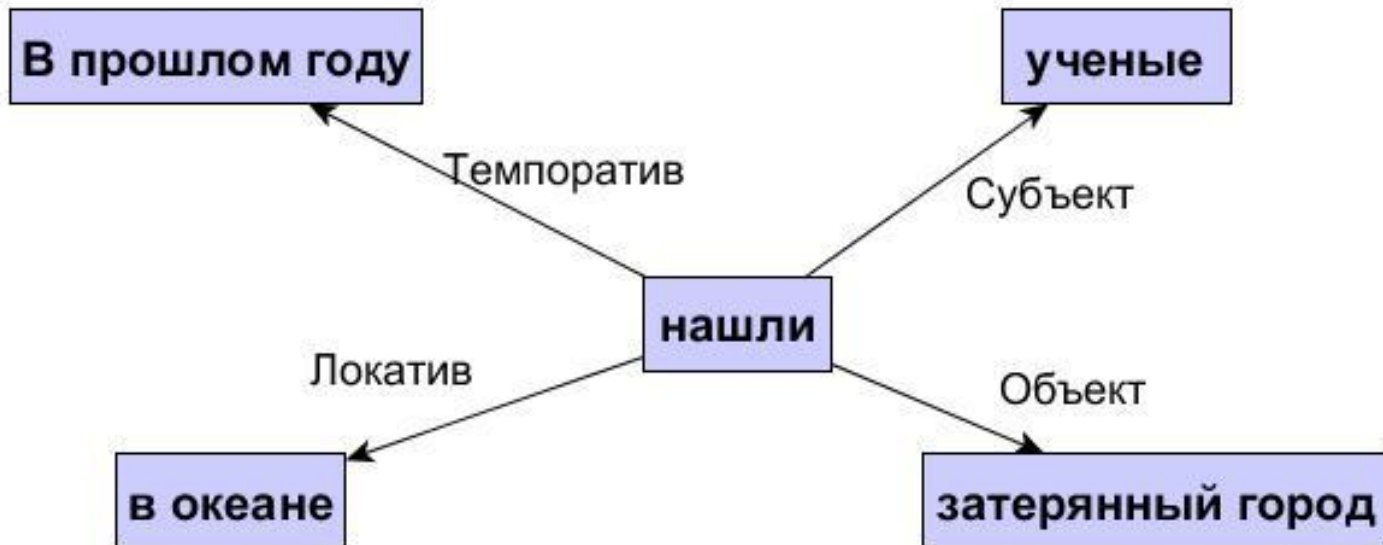 В прошлом году
ученые
Темпоратив
Субъект
нашли
Локатив
Объект
в океане
затерянный город